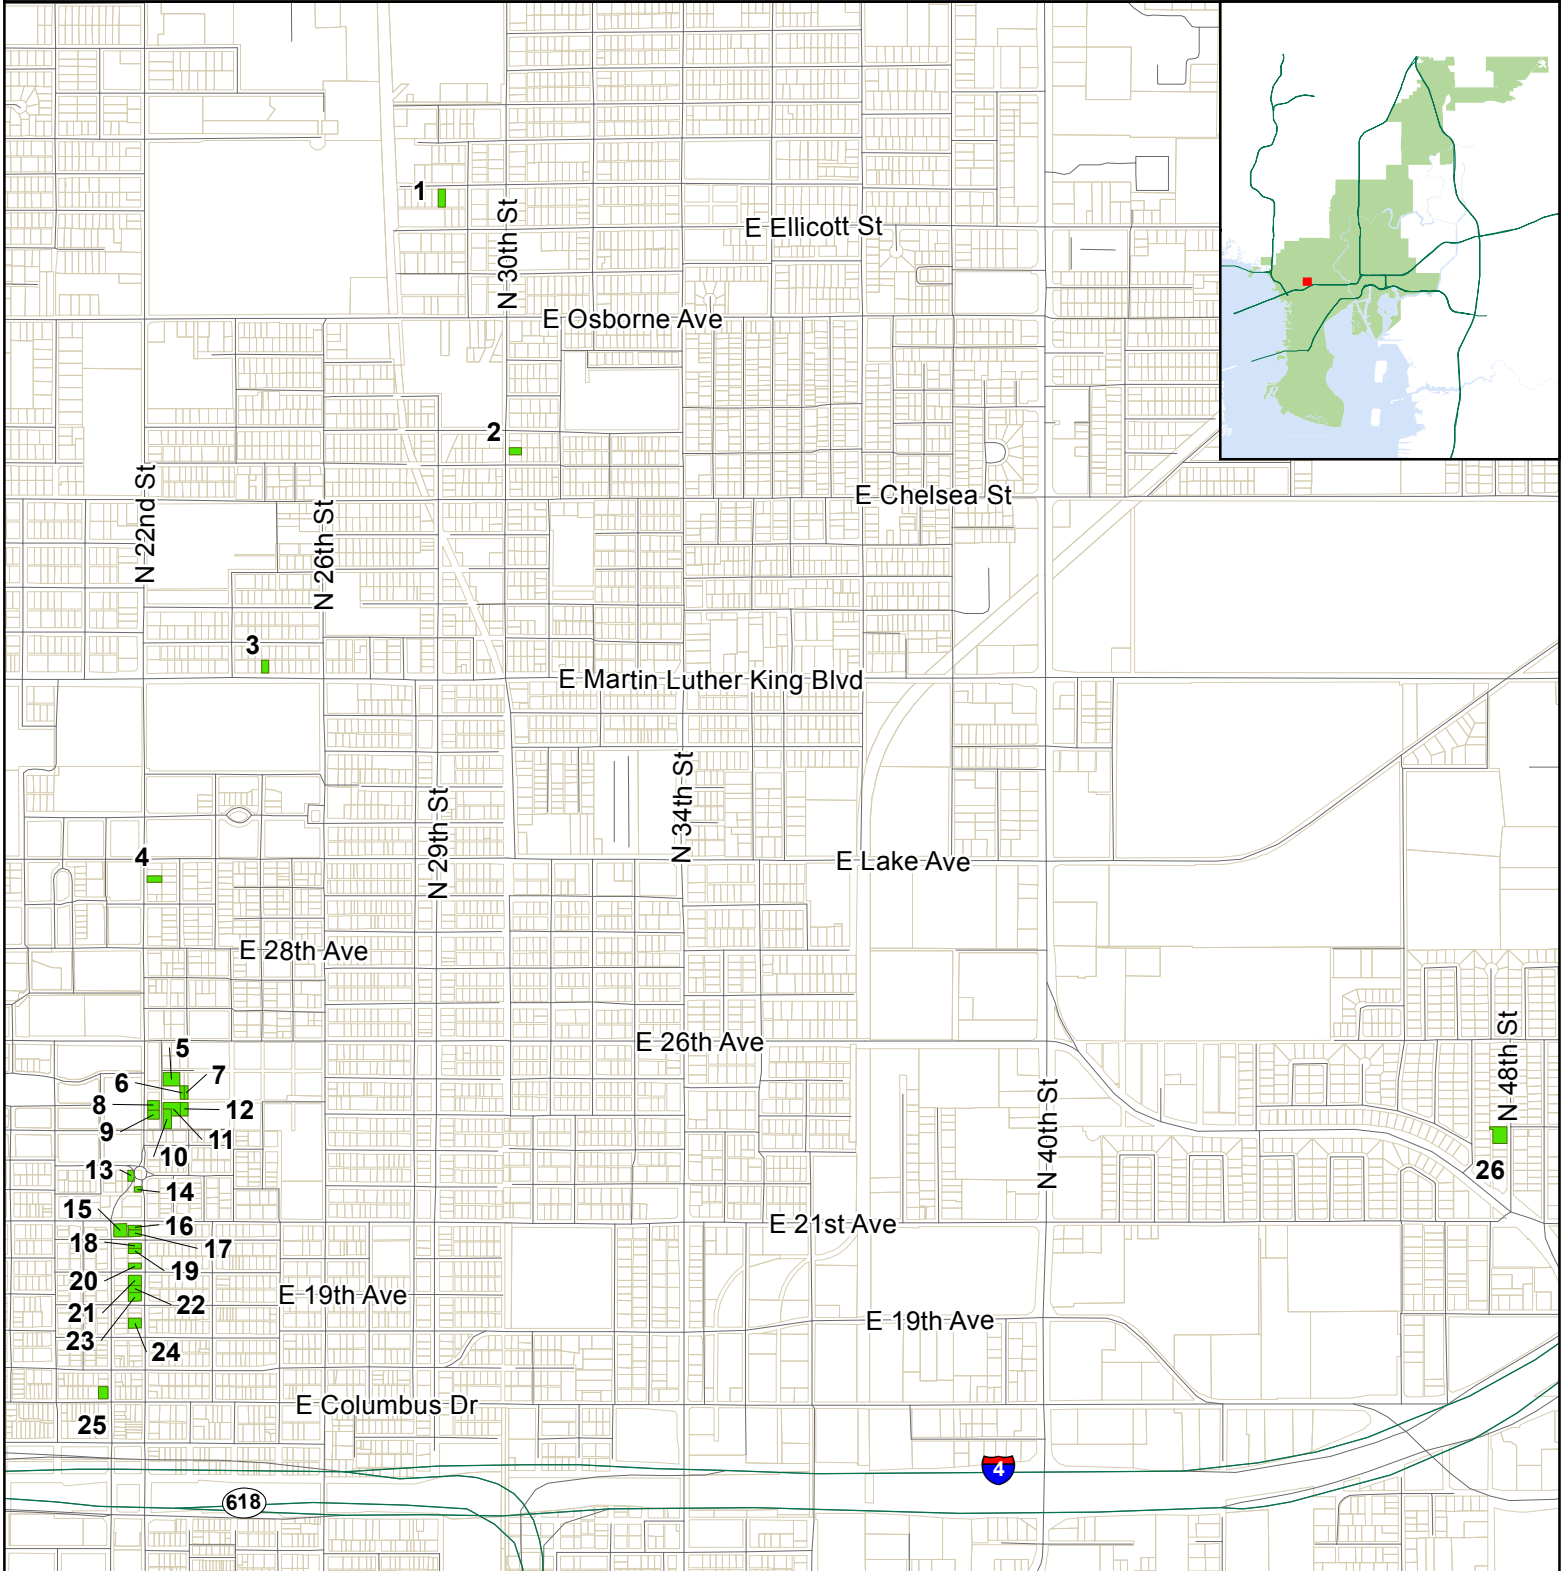 1
N 30th St
E Ellicott St
E Osborne Ave
2
N 22nd St
N 26th St
E Chelsea St
3
E Martin Luther King Blvd
N 29th St
N 34th St
4
E Lake Ave
E 28th Ave
5
E 26th Ave
N 48th St
6
7
8
12
9
11
10
N 40th St
13
26
14
15
16
E 21st Ave
18
17
19
20
E 19th Ave
22
21
E 19th Ave
23
24
E Columbus Dr
25
4
618